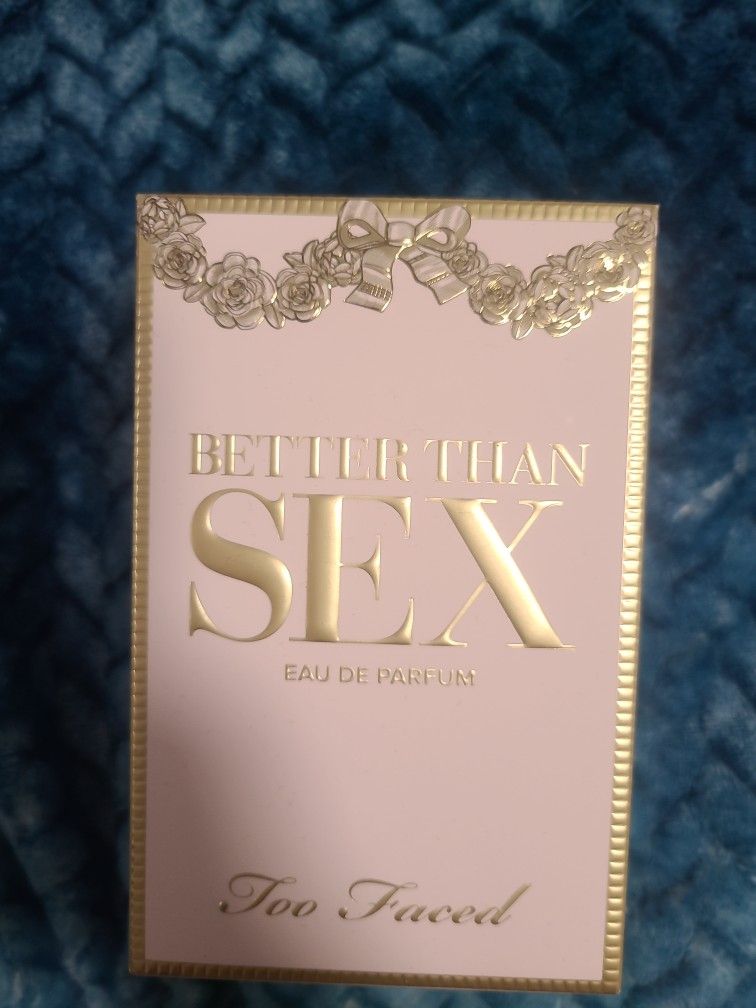 BETTER THAN
SEX
EAU DE PARFUM
Too Faced